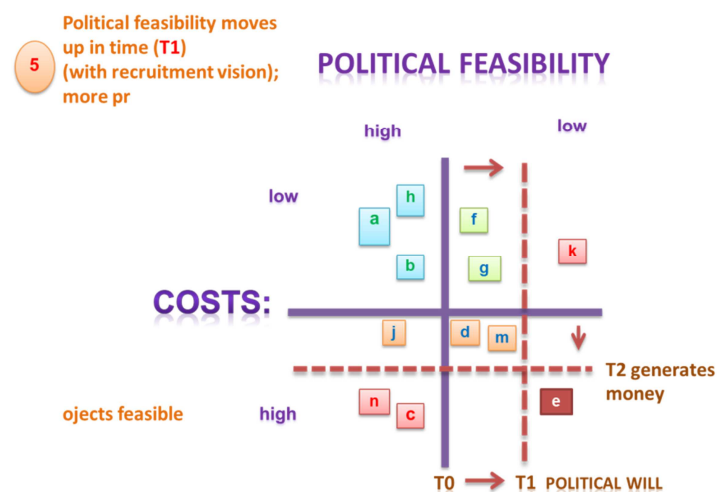 Political feasibility moves
up in time (T1)
5
(with recruitment vision);
more pr
POLITICAL FEASIBILITY
high
low
low
h
a
f
k
b
g
COSTS:
j
d
m
T2 generates
money
n
e
c
ojects feasible
high
T0
T1 POLITICAL WILL